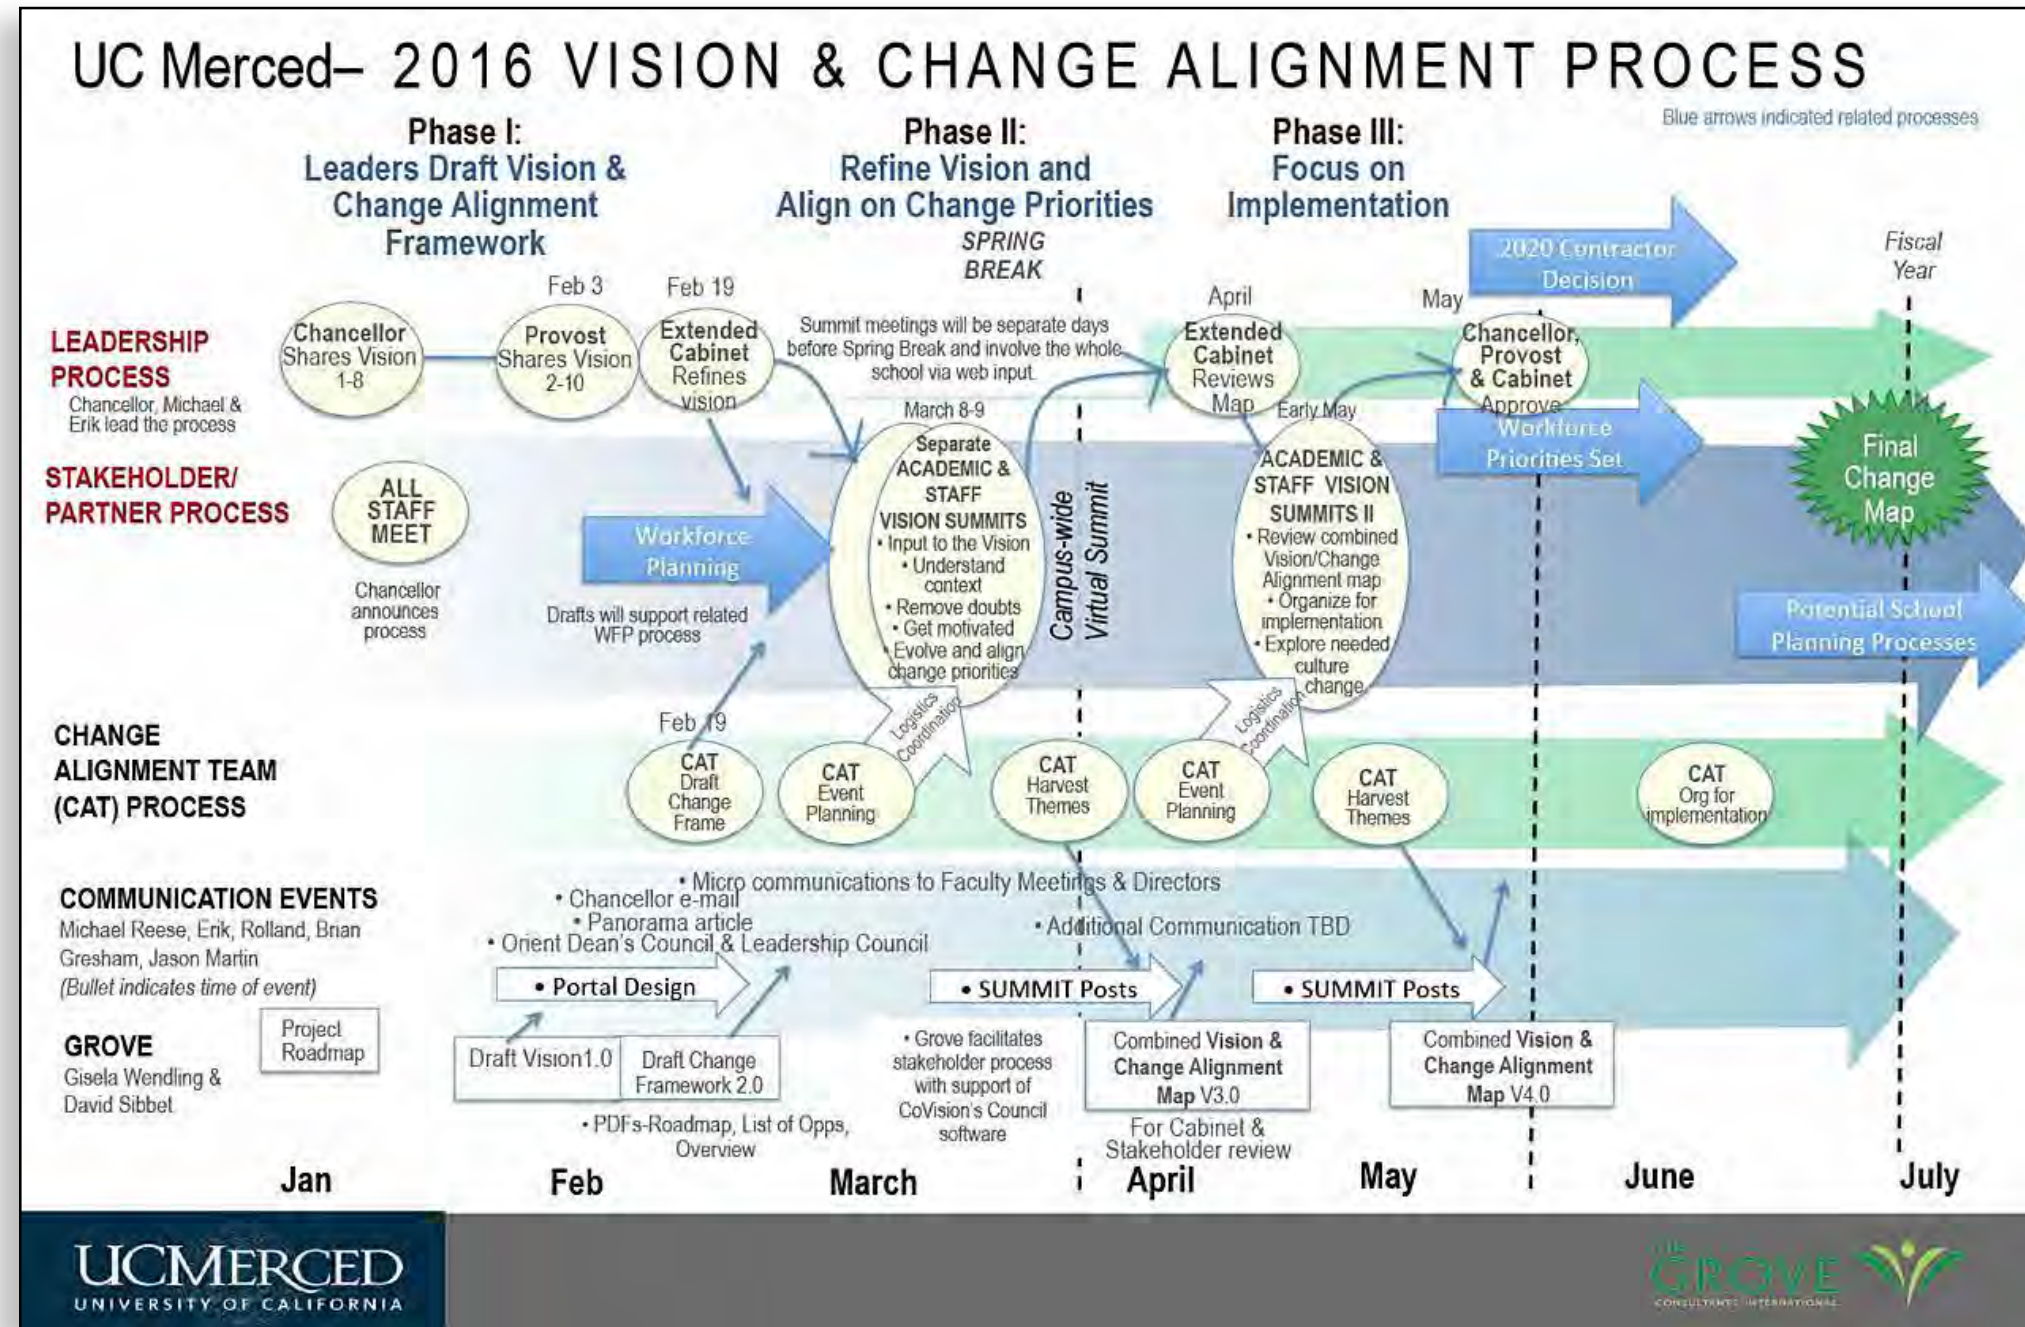 UC Merced– 2016 VISION & CHANGE ALIGNMENT PROCESS
Blue arrows indicated related processes
Phase I:
Leaders Draft Vision &
Change Alignment
Framework
Phase II:
Refine Vision and
Align on Change Priorities
Phase III:
Focus on
Implementation
SPRING
BREAK
2020 Contractor
Decision
Fiscal
Year
LEADERSHIP
PROCESS
Chancellor, Michael &
Erik lead the process
Chancellor
Shares Vision
1-8
Feb 3
Provost
Shares Vision
2-10
Feb 19
Extended
Cabinet
Refines
vision
Summit meetings will be separate days
before Spring Break and involve the whole
school via web input.
April
Extended
Cabinet
Reviews
Map
May
Chancellor,
Provost
& Cabinet
Approve
STAKEHOLDER/
PARTNER PROCESS
ALL
STAFF
MEET
Chancellor
announces
process
Workforce
Planning
Drafts will support related
WFP process
March 8-9
Separate
ACADEMIC &
STAFF
VISION SUMMITS
• Input to the Vision
• Understand
context
• Remove doubts
• Get motivated
• Evolve and align
change priorities
Campus-wide
Virtual Summit
Early May
ACADEMIC &
STAFF VISION
SUMMITS II
• Review combined
Vision/Change
Alignment map
• Organize for
implementation
• Explore needed
culture
change
Workforce
Priorities Set
Final
Change
Map
Potential School
Planning Processes
CHANGE
ALIGNMENT TEAM
(CAT) PROCESS
Feb 19
CAT
Draft
Change
Frame
CAT
Event
Planning
Logistics
Coordination
CAT
Harvest
Themes
CAT
Event
Planning
Logistics
Coordination
CAT
Harvest
Themes
CAT
Org for
implementation
COMMUNICATION EVENTS
Michael Reese, Erik, Rolland, Brian
Gresham, Jason Martin
(Bullet indicates time of event)
• Micro communications to Faculty Meetings & Directors
• Chancellor e-mail
• Panorama article
• Orient Dean's Council & Leadership Council
• Additional Communication TBD
• Portal Design
• SUMMIT Posts
• SUMMIT Posts
GROVE
Gisela Wendling &
David Sibbet
Project
Roadmap
Draft Vision1.0
Draft Change
Framework 2.0
• PDFs-Roadmap, List of Opps,
Overview
• Grove facilitates
stakeholder process
with support of
CoVision's Council
software
Combined Vision &
Change Alignment
Map V3.0
For Cabinet &
Stakeholder review
Combined Vision &
Change Alignment
Map V4.0
Jan
Feb
March
April
May
June
July
UCMERCED
UNIVERSITY OF CALIFORNIA
THE
GROVE
CONSULTANTS INTERNATIONAL